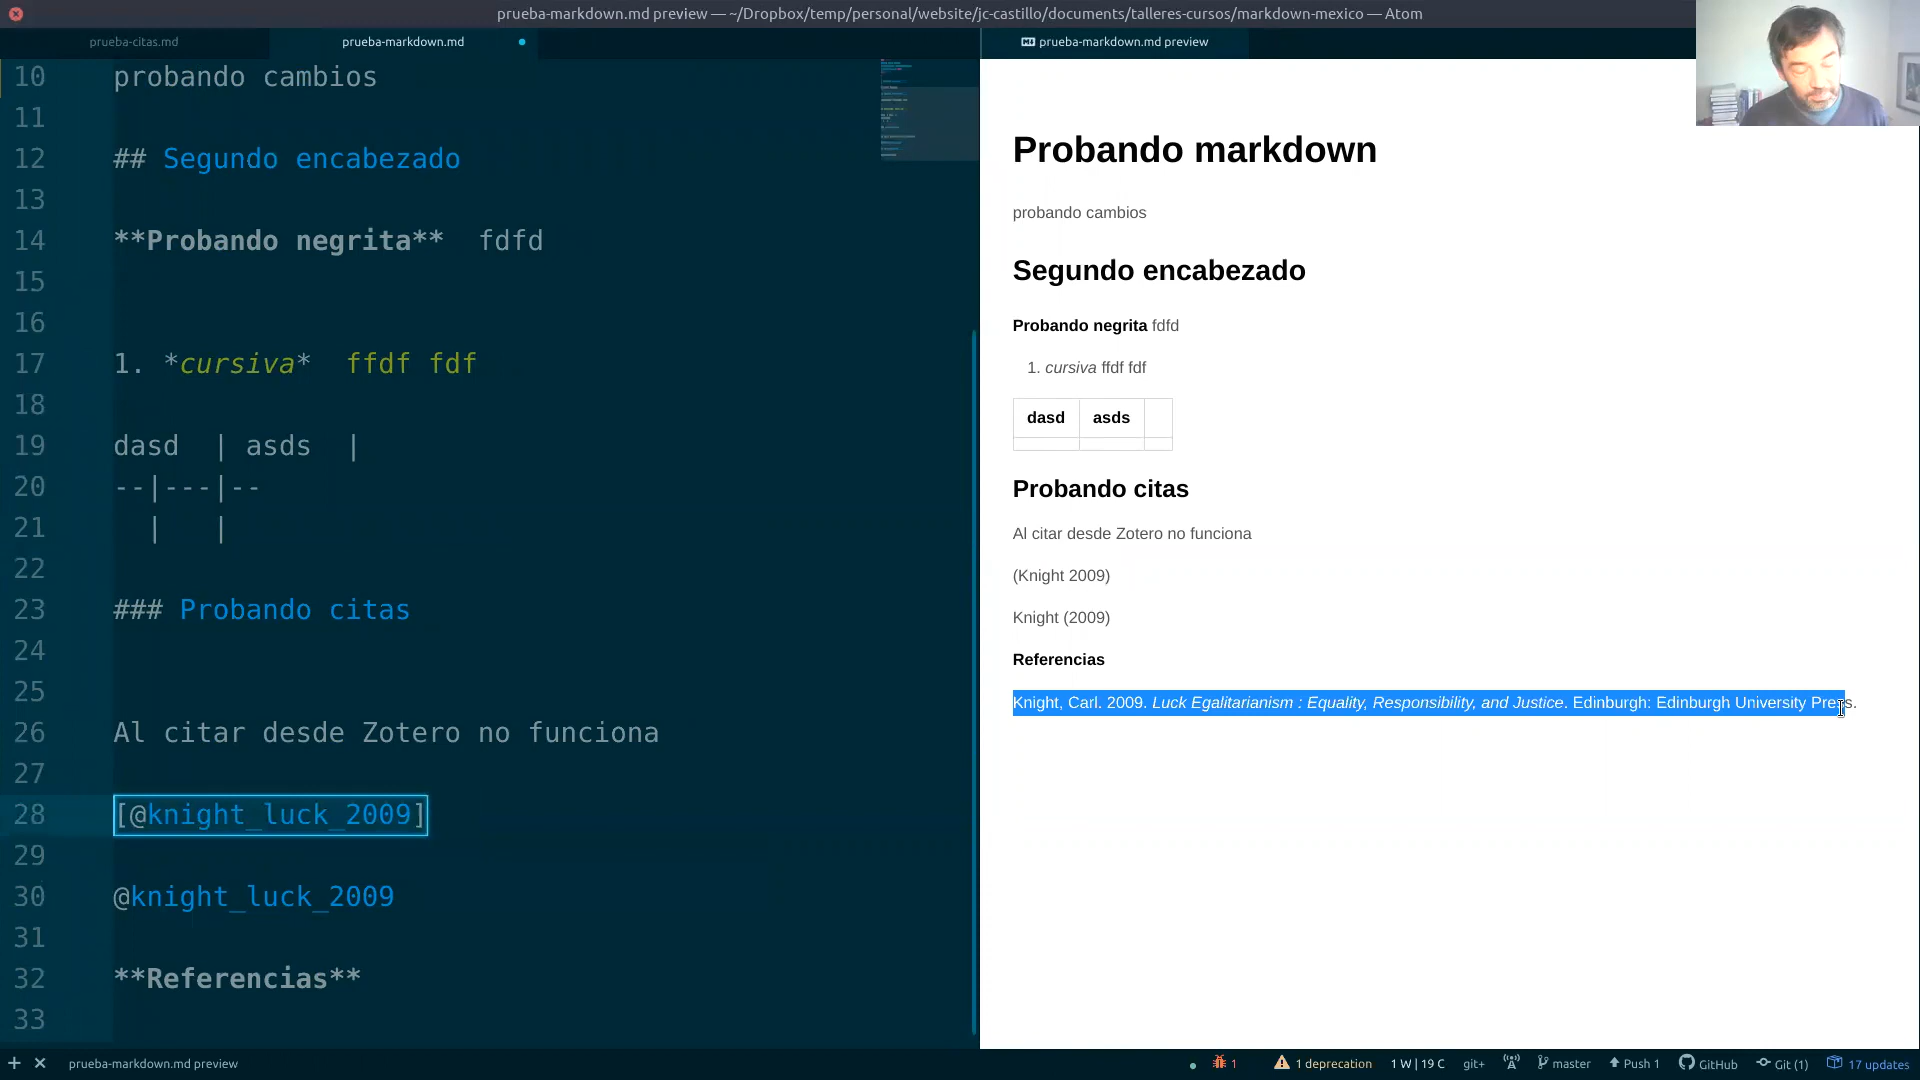 prueba-markdown.md preview — ~/Dropbox/temp/personal/website/jc-castillo/documents/talleres-cursos/markdown-mexico — Atom
prueba-citas.md
prueba-markdown.md
prueba-markdown.md preview
10 probando cambios
11
12 ## Segundo encabezado
13
14 **Probando negrita** fdfd
15
16
17 1. *cursiva* ffdf fdf
18
19 dasd | asds |
20 --|---|--
21 | |
22
23 ### Probando citas
24
25
26 Al citar desde Zotero no funciona
27
28 [@knight_luck_2009]
29
30 @knight_luck_2009
31
32 **Referencias**
33
Probando markdown
probando cambios
Segundo encabezado
Probando negrita fdfd
1. cursiva ffdf fdf
dasd asds
Probando citas
Al citar desde Zotero no funciona
(Knight 2009)
Knight (2009)
Referencias
Knight, Carl. 2009. Luck Egalitarianism : Equality, Responsibility, and Justice. Edinburgh: Edinburgh University Press.
prueba-markdown.md preview
1
1 deprecation
1 W | 19 C
git+
master
Push 1
GitHub
Git (1)
17 updates